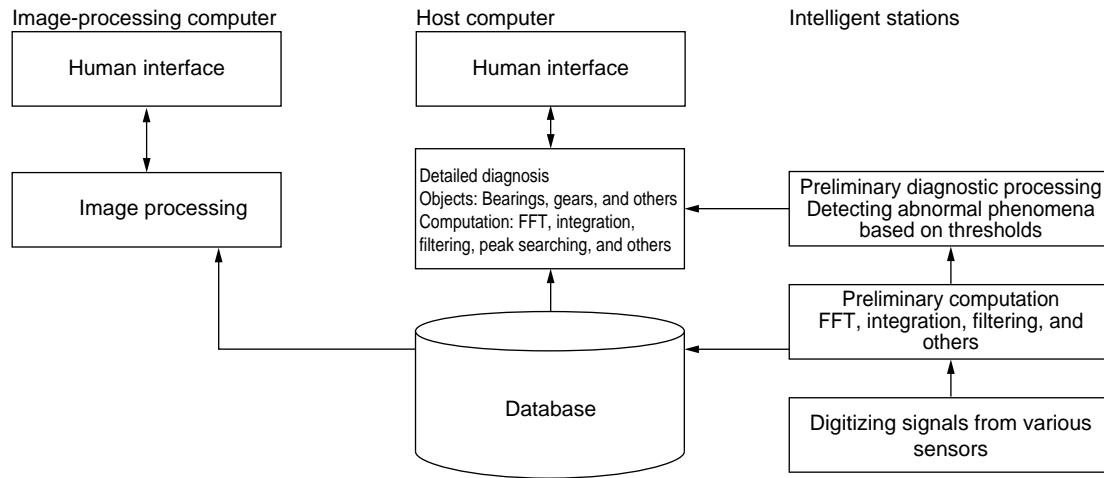 Image-processing computer
Host computer
Intelligent stations
Human interface
Human interface
Image processing
Detailed diagnosis
Objects: Bearings, gears, and others
Computation: FFT, integration,
filtering, peak searching, and others
Preliminary diagnostic processing
Detecting abnormal phenomena
based on thresholds
Preliminary computation
FFT, integration, filtering, and
others
Database
Digitizing signals from various
sensors